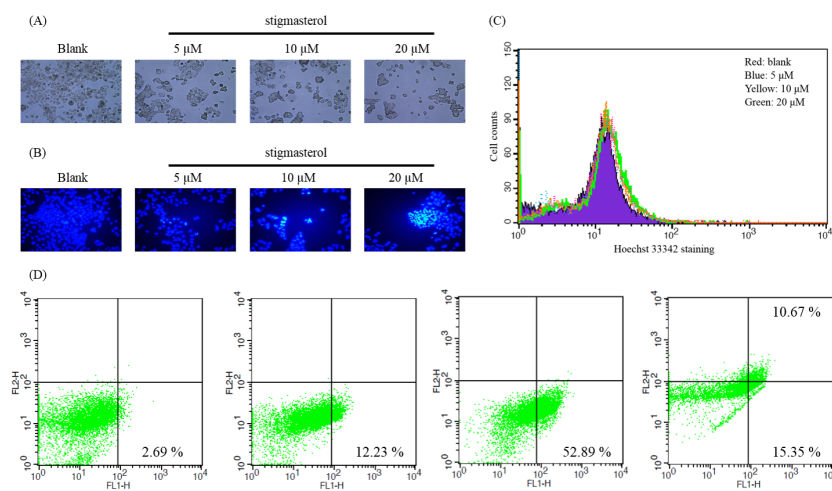 (A)
stigmasterol
Blank 5 μM 10 μM 20 μM
(B)
stigmasterol
Blank 5 μM 10 μM 20 μM
(C)
150
120
90
60
30
0
Cell counts
Red: blank
Blue: 5 μM
Yellow: 10 μM
Green: 20 μM
10⁰ 10¹ 10² 10³ 10⁴
Hoechst 33342 staining
(D)
FL2-H
10⁴
10³
10²
10¹
10⁰
2.69 %
10⁰ 10¹ 10² 10³ 10⁴
FL1-H
FL2-H
10⁴
10³
10²
10¹
10⁰
12.23 %
10⁰ 10¹ 10² 10³ 10⁴
FL1-H
FL2-H
10⁴
10³
10²
10¹
10⁰
52.89 %
10⁰ 10¹ 10² 10³ 10⁴
FL1-H
10.67 %
FL2-H
10⁴
10³
10²
10¹
10⁰
15.35 %
10⁰ 10¹ 10² 10³
FL1-H